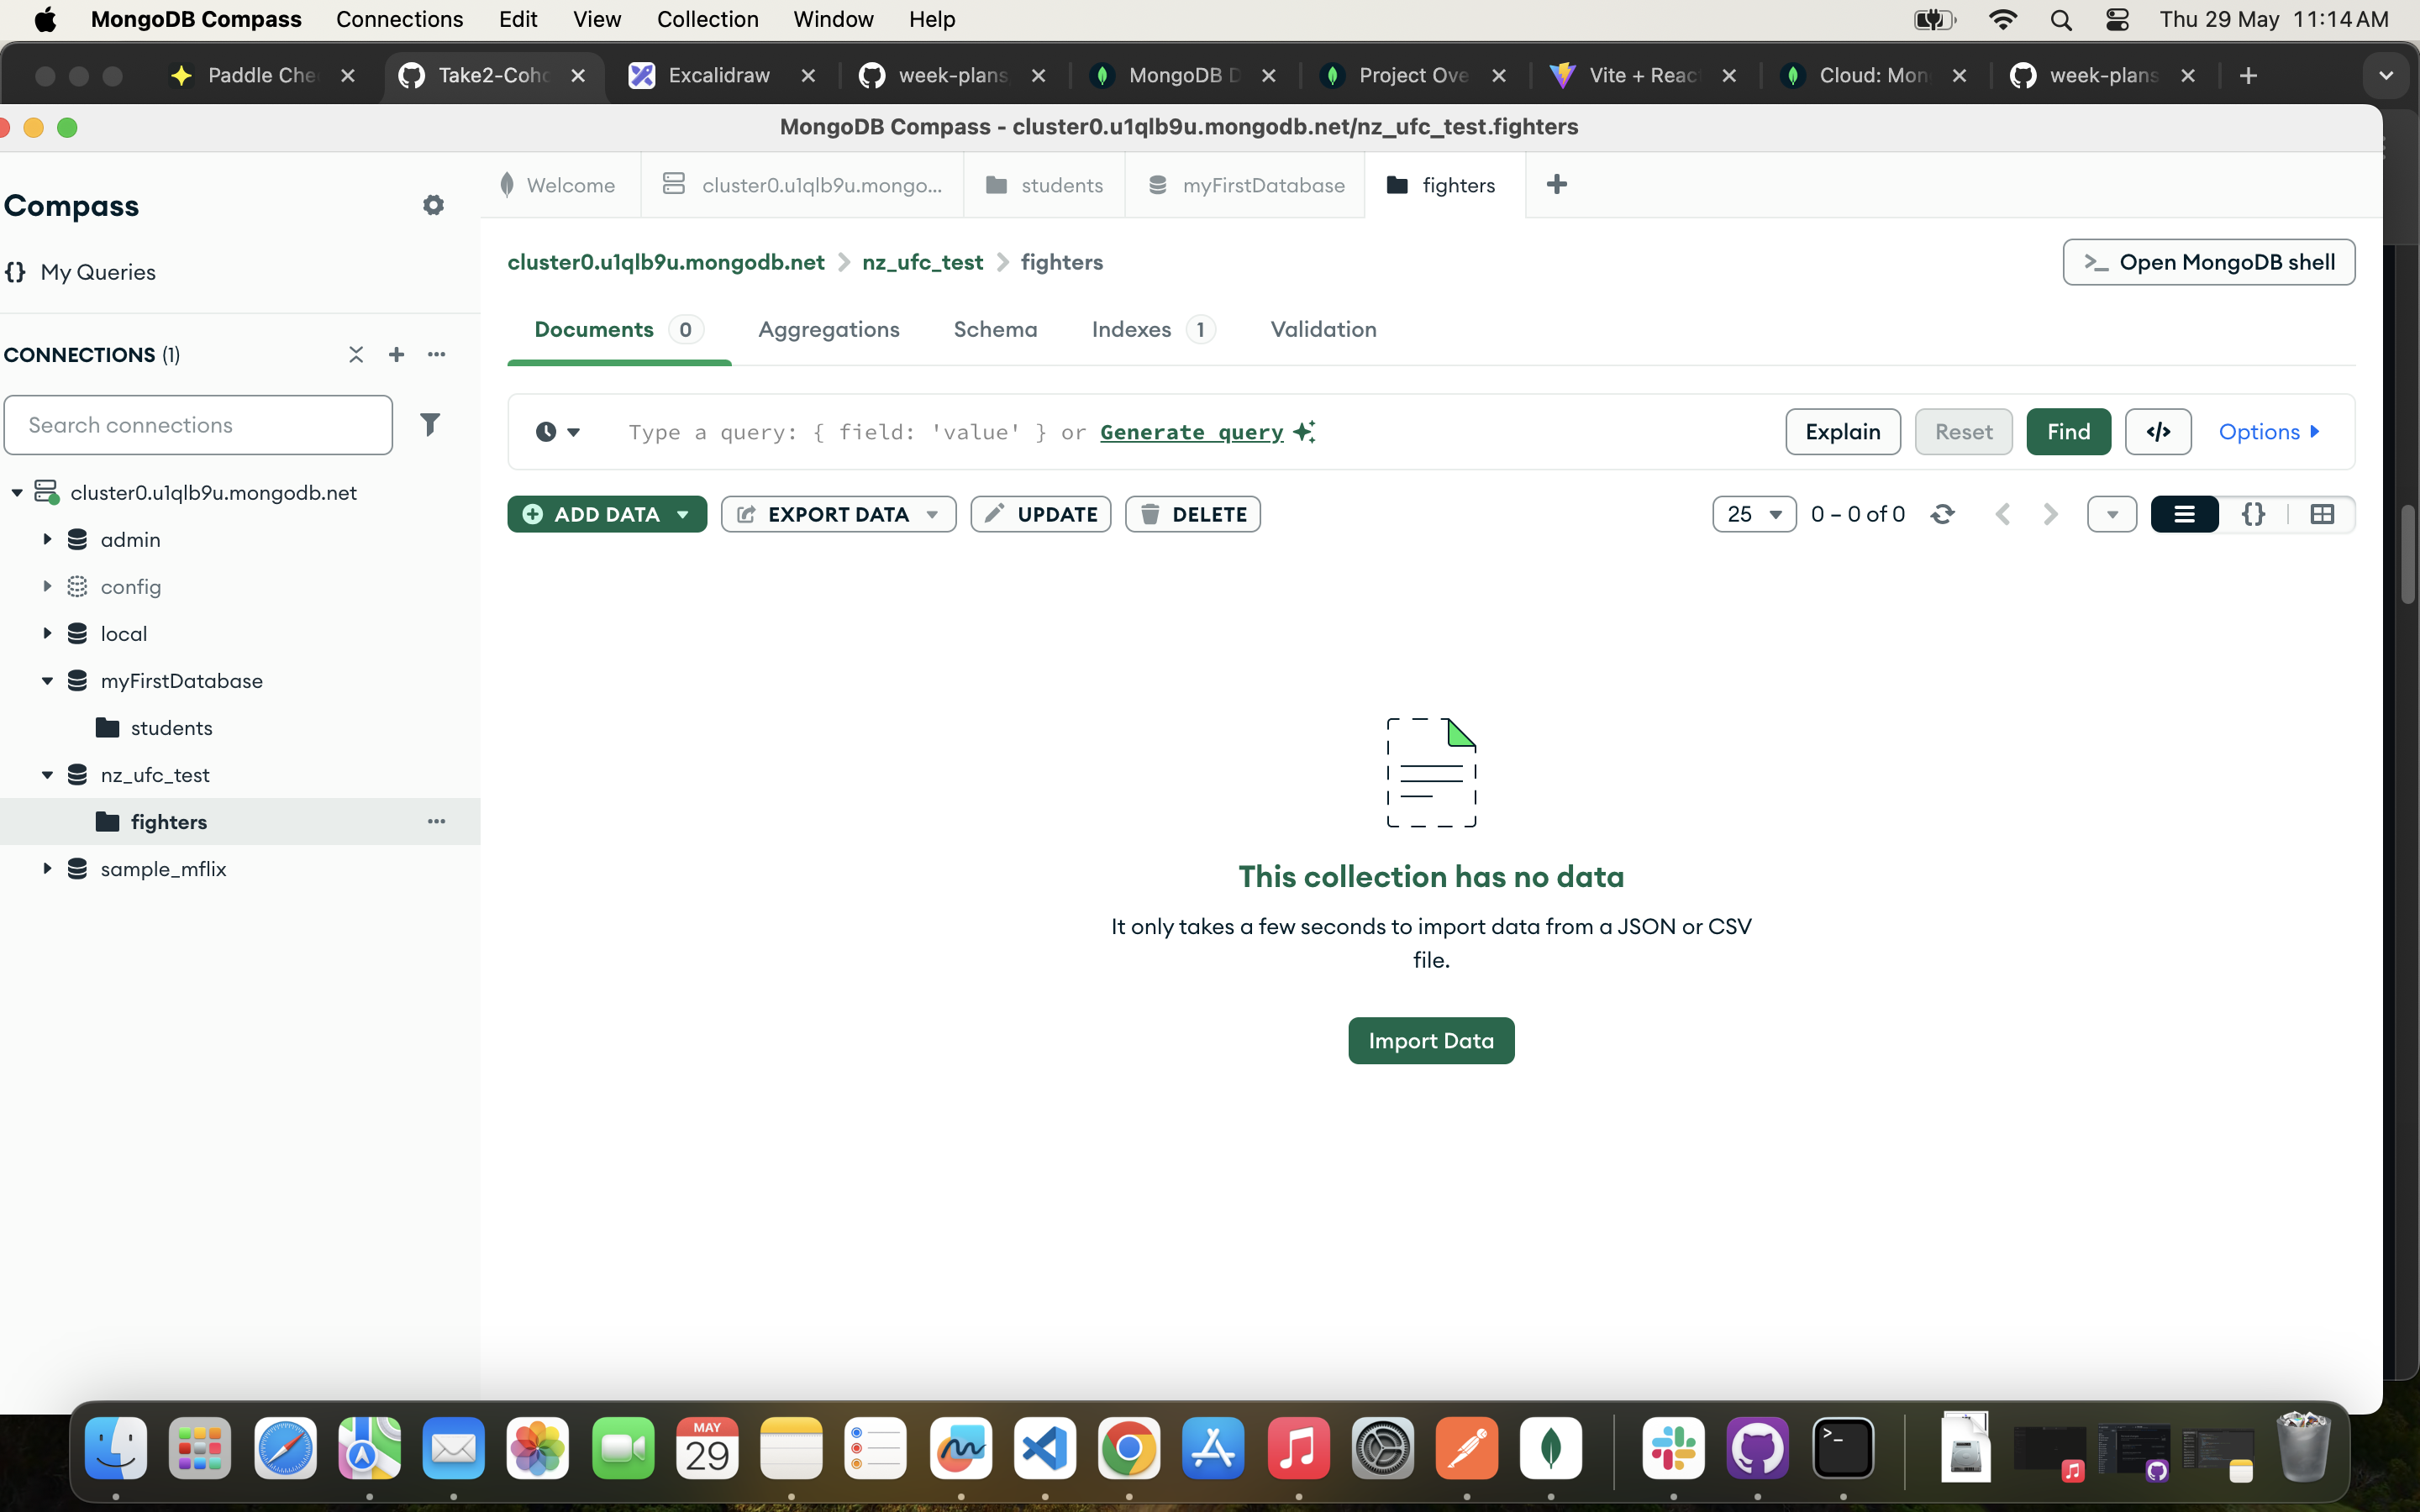 MongoDB Compass Connections Edit View Collection Window Help Thu 29 May 11:14 AM
Paddle Che Take2-Coho Excalidraw week-plans MongoDB D Project Ove Vite + Reac Cloud: Mon week-plans
MongoDB Compass - cluster0.u1qlb9u.mongodb.net/nz_ufc_test.fighters
Compass
My Queries
CONNECTIONS (1)
Search connections
cluster0.u1qlb9u.mongodb.net
admin
config
local
myFirstDatabase
students
nz_ufc_test
fighters
sample_mflix
Welcome cluster0.u1qlb9u.mongo... students myFirstDatabase fighters
cluster0.u1qlb9u.mongodb.net nz_ufc_test fighters
>_ Open MongoDB shell
Documents 0 Aggregations Schema Indexes 1 Validation
Type a query: { field: 'value' } or Generate query
Explain Reset Find </> Options
ADD DATA EXPORT DATA UPDATE DELETE
25 0 – 0 of 0 {}
This collection has no data
It only takes a few seconds to import data from a JSON or CSV
file.
Import Data
MAY
29